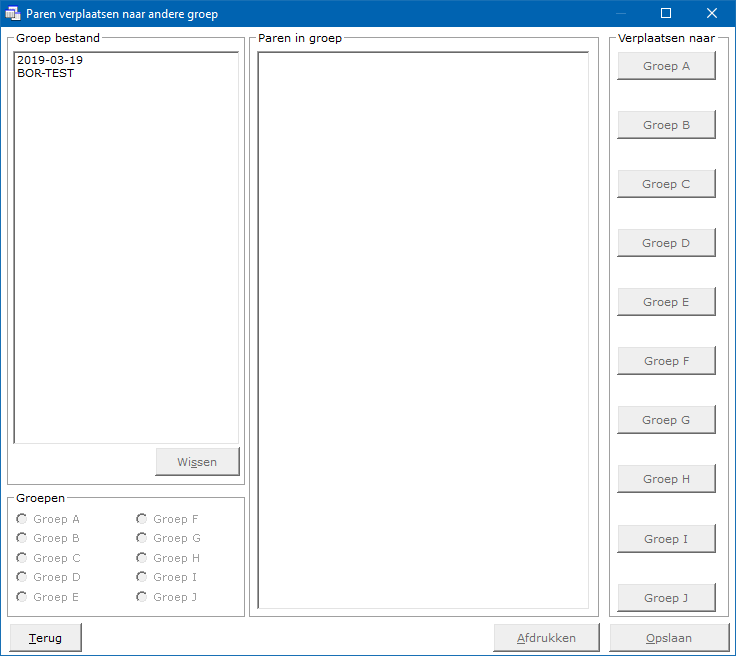 Paren verplaatsen naar andere groep
Groep bestand
2019-03-19
BOR-TEST
Wissen
Groepen
Groep A
Groep B
Groep C
Groep D
Groep E
Groep F
Groep G
Groep H
Groep I
Groep J
Paren in groep
Verplaatsen naar
Groep A
Groep B
Groep C
Groep D
Groep E
Groep F
Groep G
Groep H
Groep I
Groep J
Terug
Afdrukken
Opslaan